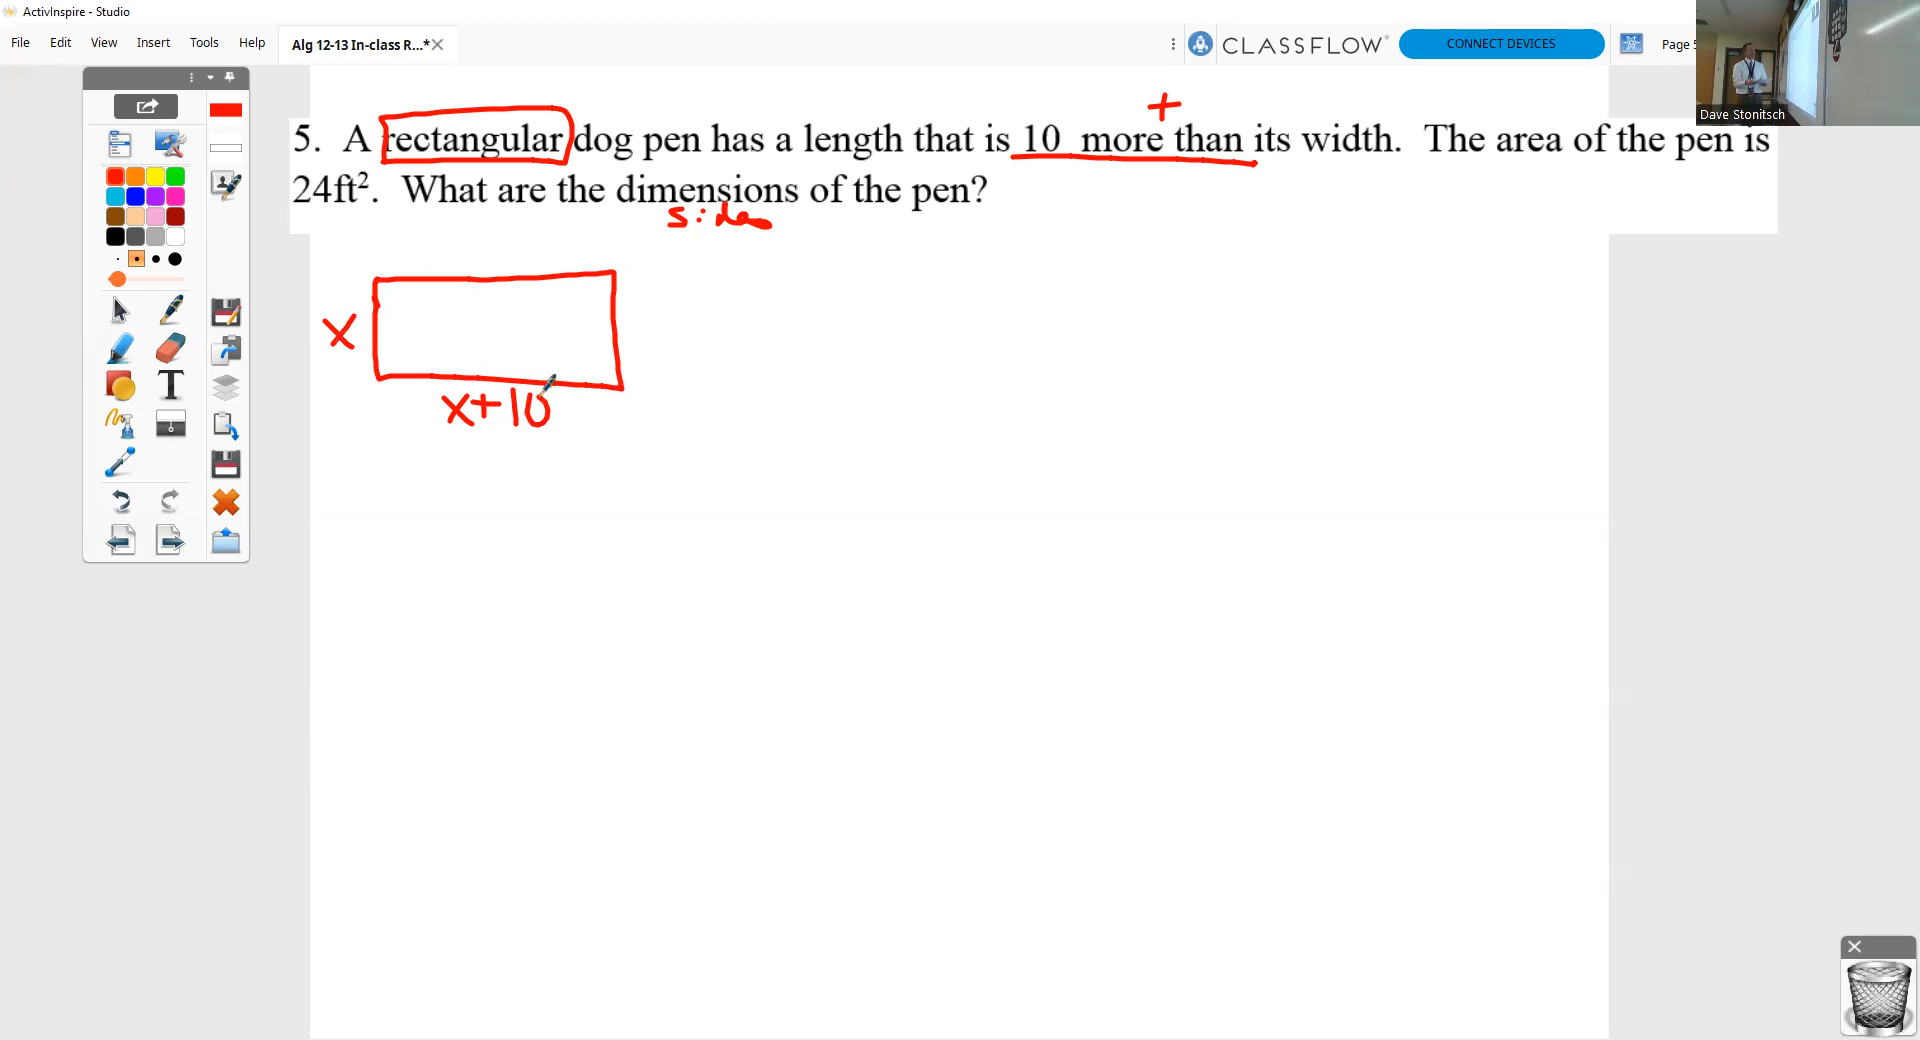 ActivInspire - Studio
File Edit View Insert Tools Help Alg 12-13 In-class R...* CLASSFLOW CONNECT DEVICES Page 5
Dave Stonitsch
+
5. A rectangular dog pen has a length that is 10 more than its width. The area of the pen is
24ft². What are the dimensions of the pen?
sides
x
x+10
T